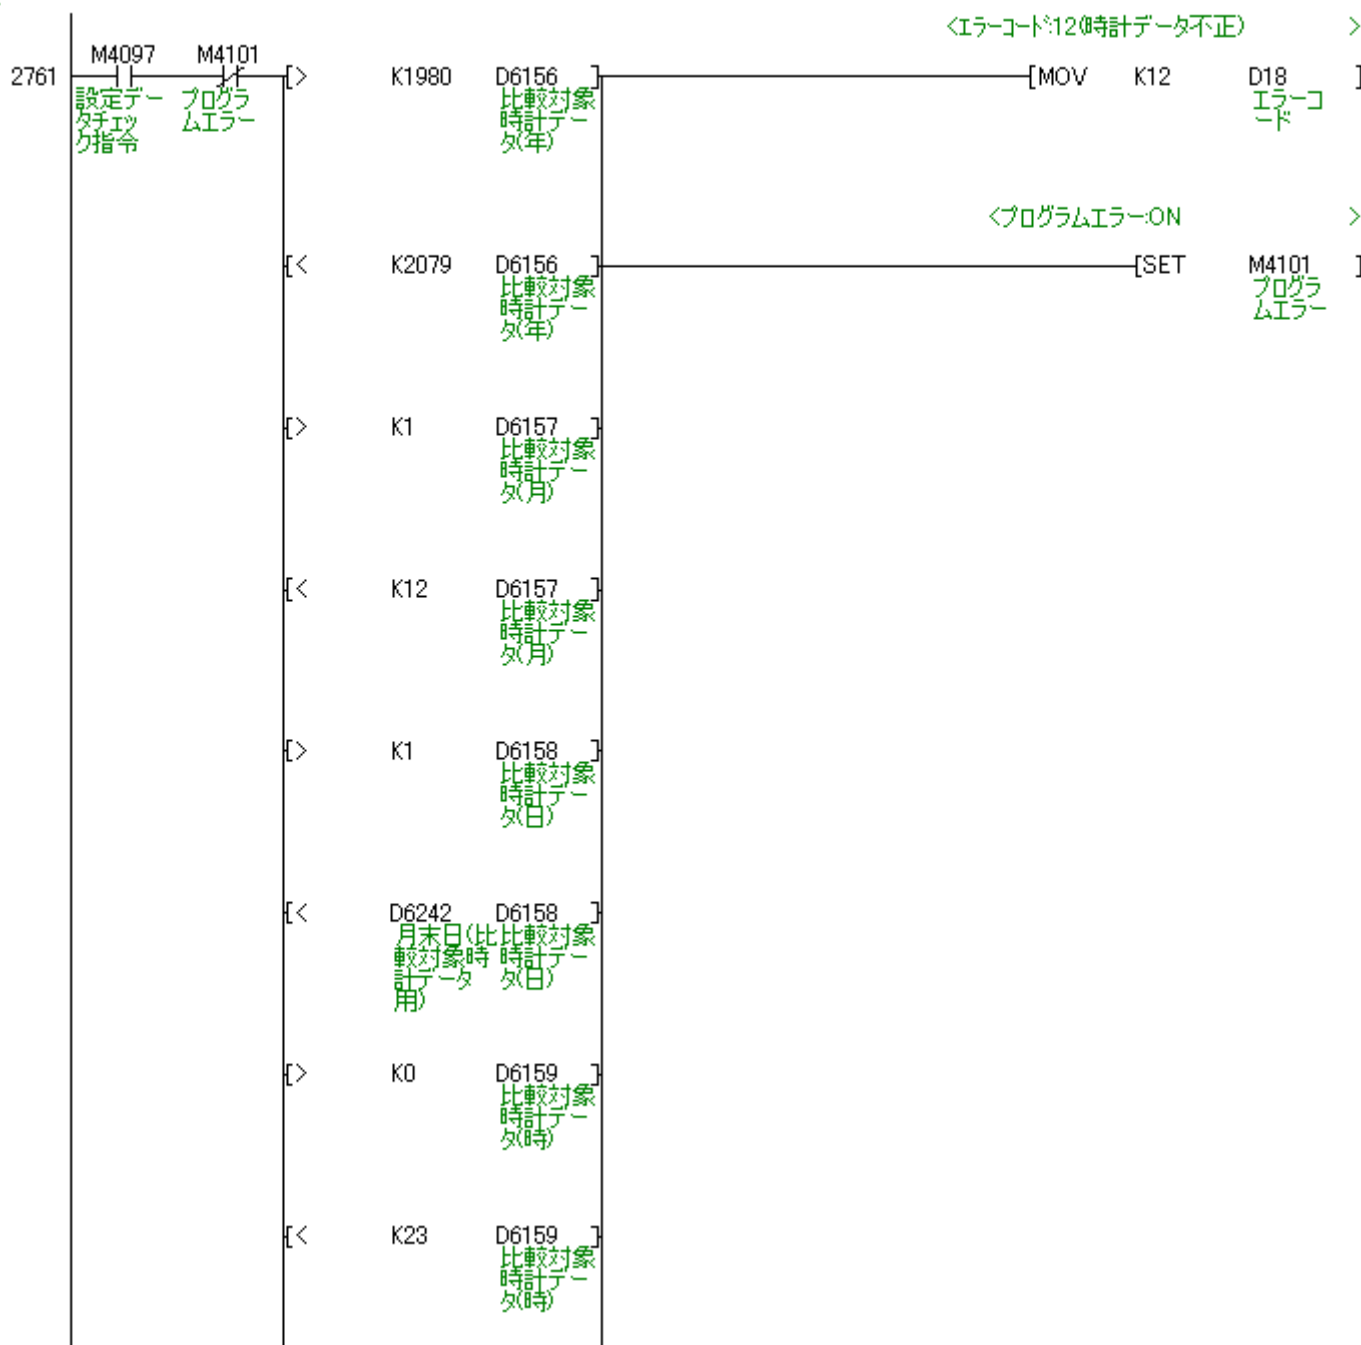 <エラーコード:12(時計データ不正) >
M4097 M4101
2761 [> K1980 D6156 ] [MOV K12 D18 ]
設定デー プログラ 比較対象 エラーコ
タチェッ ムエラー 時計デー ード
ク指令 タ(年)
<プログラムエラー:ON >
[< K2079 D6156 ] [SET M4101 ]
比較対象 プログラ
時計デー ムエラー
タ(年)
[> K1 D6157 ]
比較対象
時計デー
タ(月)
[< K12 D6157 ]
比較対象
時計デー
タ(月)
[> K1 D6158 ]
比較対象
時計デー
タ(日)
[< D6242 D6158 ]
月末日(比 比較対象
較対象時 時計デー
計データ タ(日)
用)
[> K0 D6159 ]
比較対象
時計デー
タ(時)
[< K23 D6159 ]
比較対象
時計デー
タ(時)